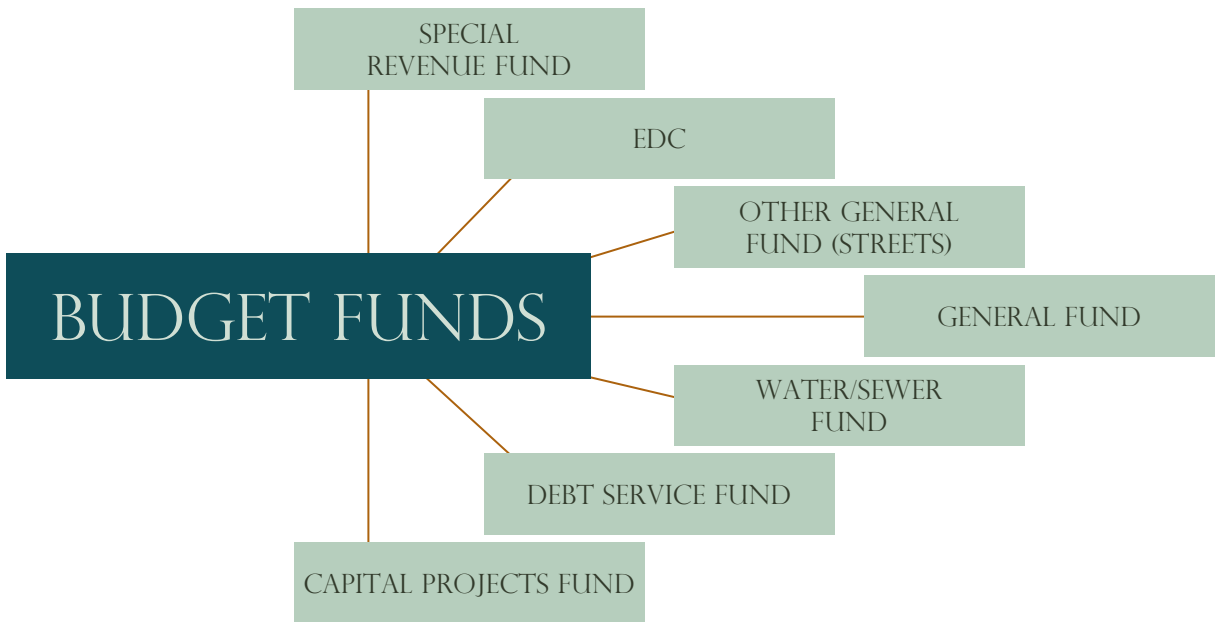 SPECIAL
REVENUE FUND
EDC
OTHER GENERAL
FUND (STREETS)
BUDGET FUNDS
GENERAL FUND
WATER/SEWER
FUND
DEBT SERVICE FUND
CAPITAL PROJECTS FUND